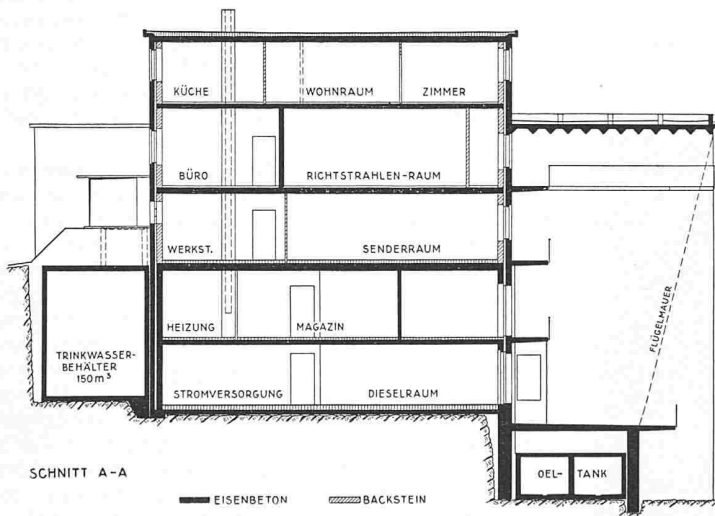 KÜCHE WOHNRAUM ZIMMER
BÜRO RICHTSTRAHLEN-RAUM
WERKST. SENDERRAUM
HEIZUNG MAGAZIN
FLÜGELMAUER
TRINKWASSER-
BEHÄLTER
150 m³
STROMVERSORGUNG DIESELRAUM
SCHNITT A-A
OEL- TANK
EISENBETON BACKSTEIN